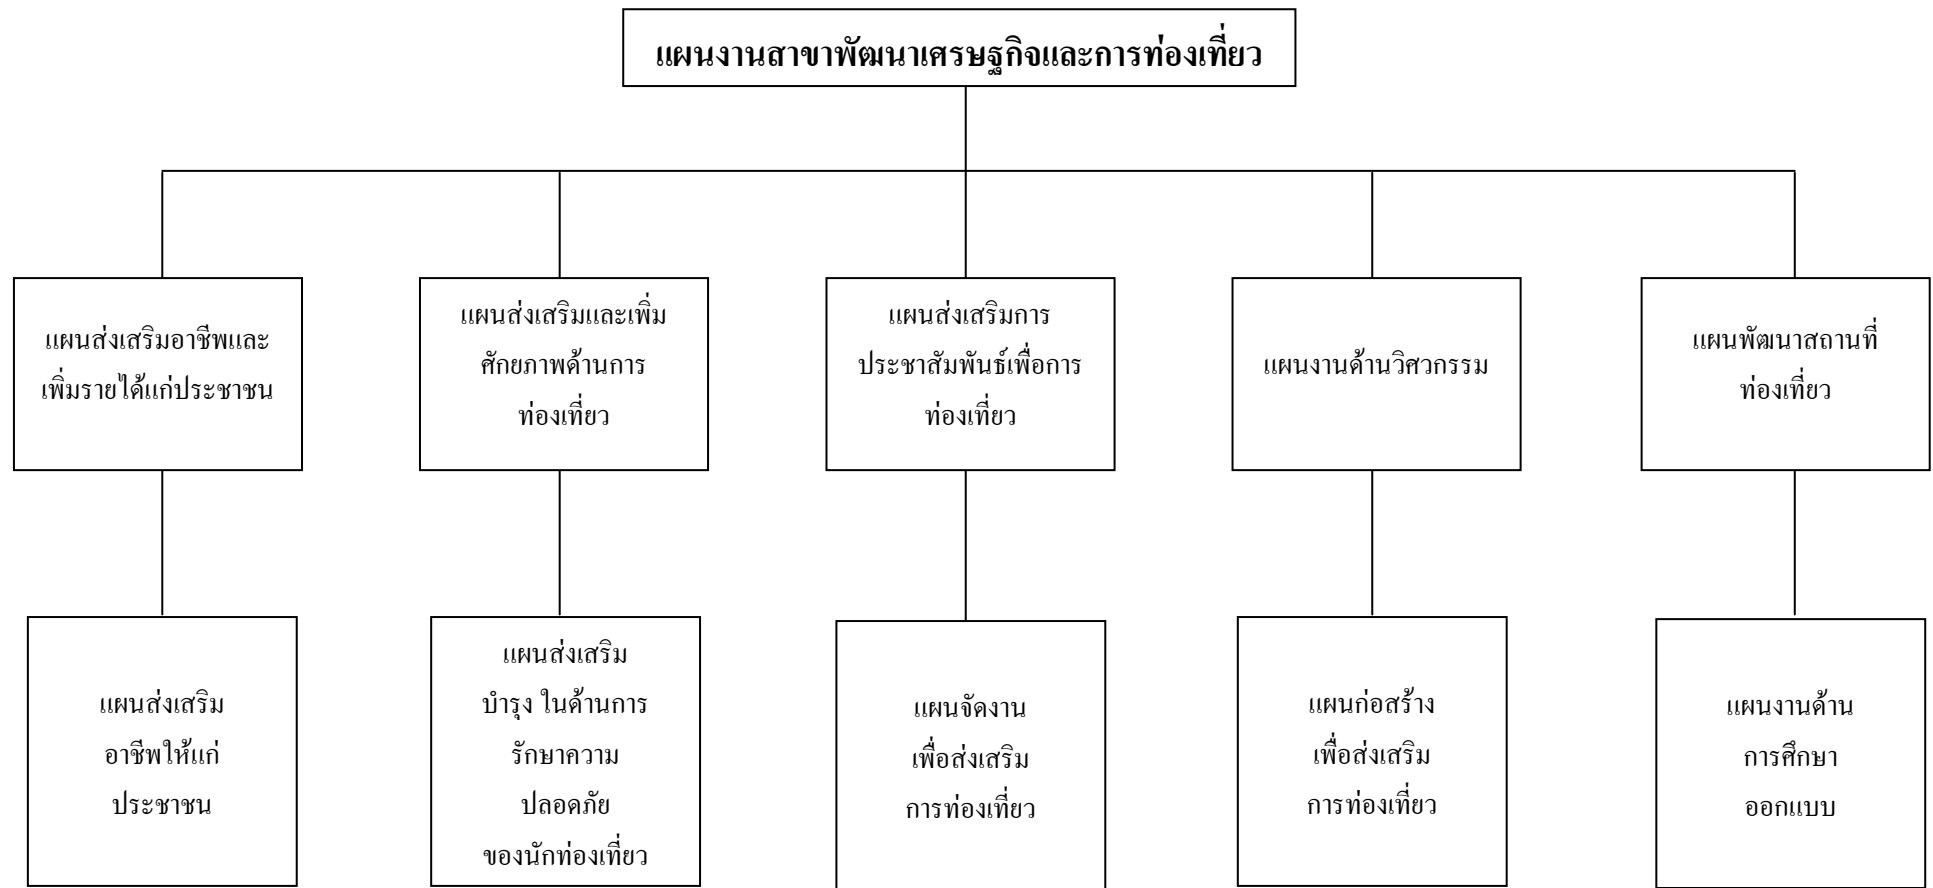 แผนงานสาขาพัฒนาเศรษฐกิจและการท่องเที่ยว
แผนส่งเสริมอาชีพและ
เพิ่มรายได้แก่ประชาชน
แผนส่งเสริมและเพิ่ม
ศักยภาพด้านการ
ท่องเที่ยว
แผนส่งเสริมการ
ประชาสัมพันธ์เพื่อการ
ท่องเที่ยว
แผนงานด้านวิศวกรรม
แผนพัฒนาสถานที่
ท่องเที่ยว
แผนส่งเสริม
อาชีพให้แก่
ประชาชน
แผนส่งเสริม
บำรุง ในด้านการ
รักษาความ
ปลอดภัย
ของนักท่องเที่ยว
แผนจัดงาน
เพื่อส่งเสริม
การท่องเที่ยว
แผนก่อสร้าง
เพื่อส่งเสริม
การท่องเที่ยว
แผนงานด้าน
การศึกษา
ออกแบบ